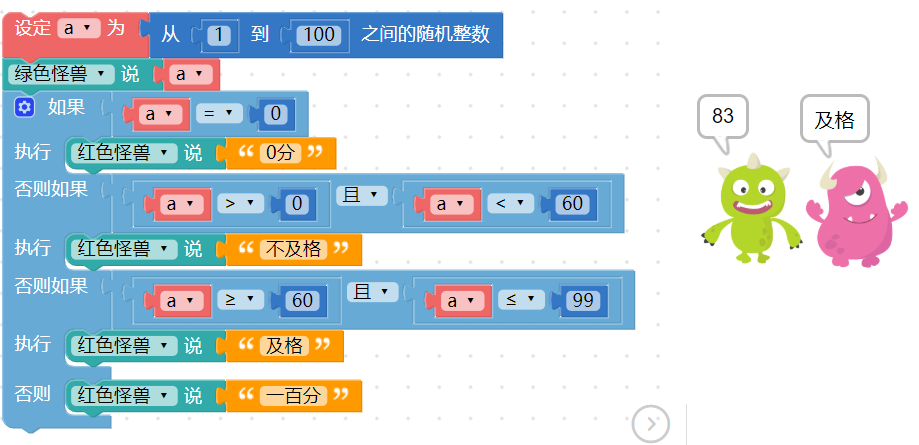 设定 a 为 从 1 到 100 之间的随机整数
绿色怪兽 说 a
如果 a = 0
执行 红色怪兽 说 “ 0分 ”
否则如果 a > 0 且 a < 60
执行 红色怪兽 说 “ 不及格 ”
否则如果 a ≥ 60 且 a ≤ 99
执行 红色怪兽 说 “ 及格 ”
否则 红色怪兽 说 “ 一百分 ”
83
及格